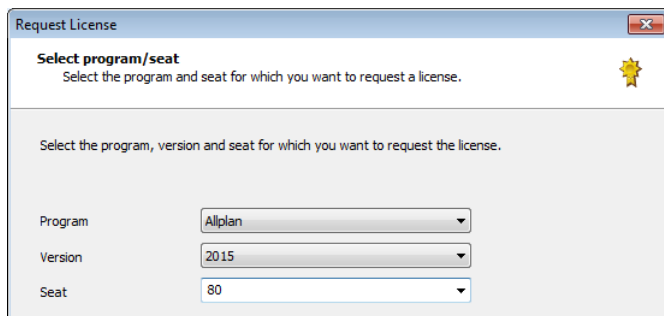 Request License
Select program/seat
Select the program and seat for which you want to request a license.
Select the program, version and seat for which you want to request the license.
Program Allplan
Version 2015
Seat 80